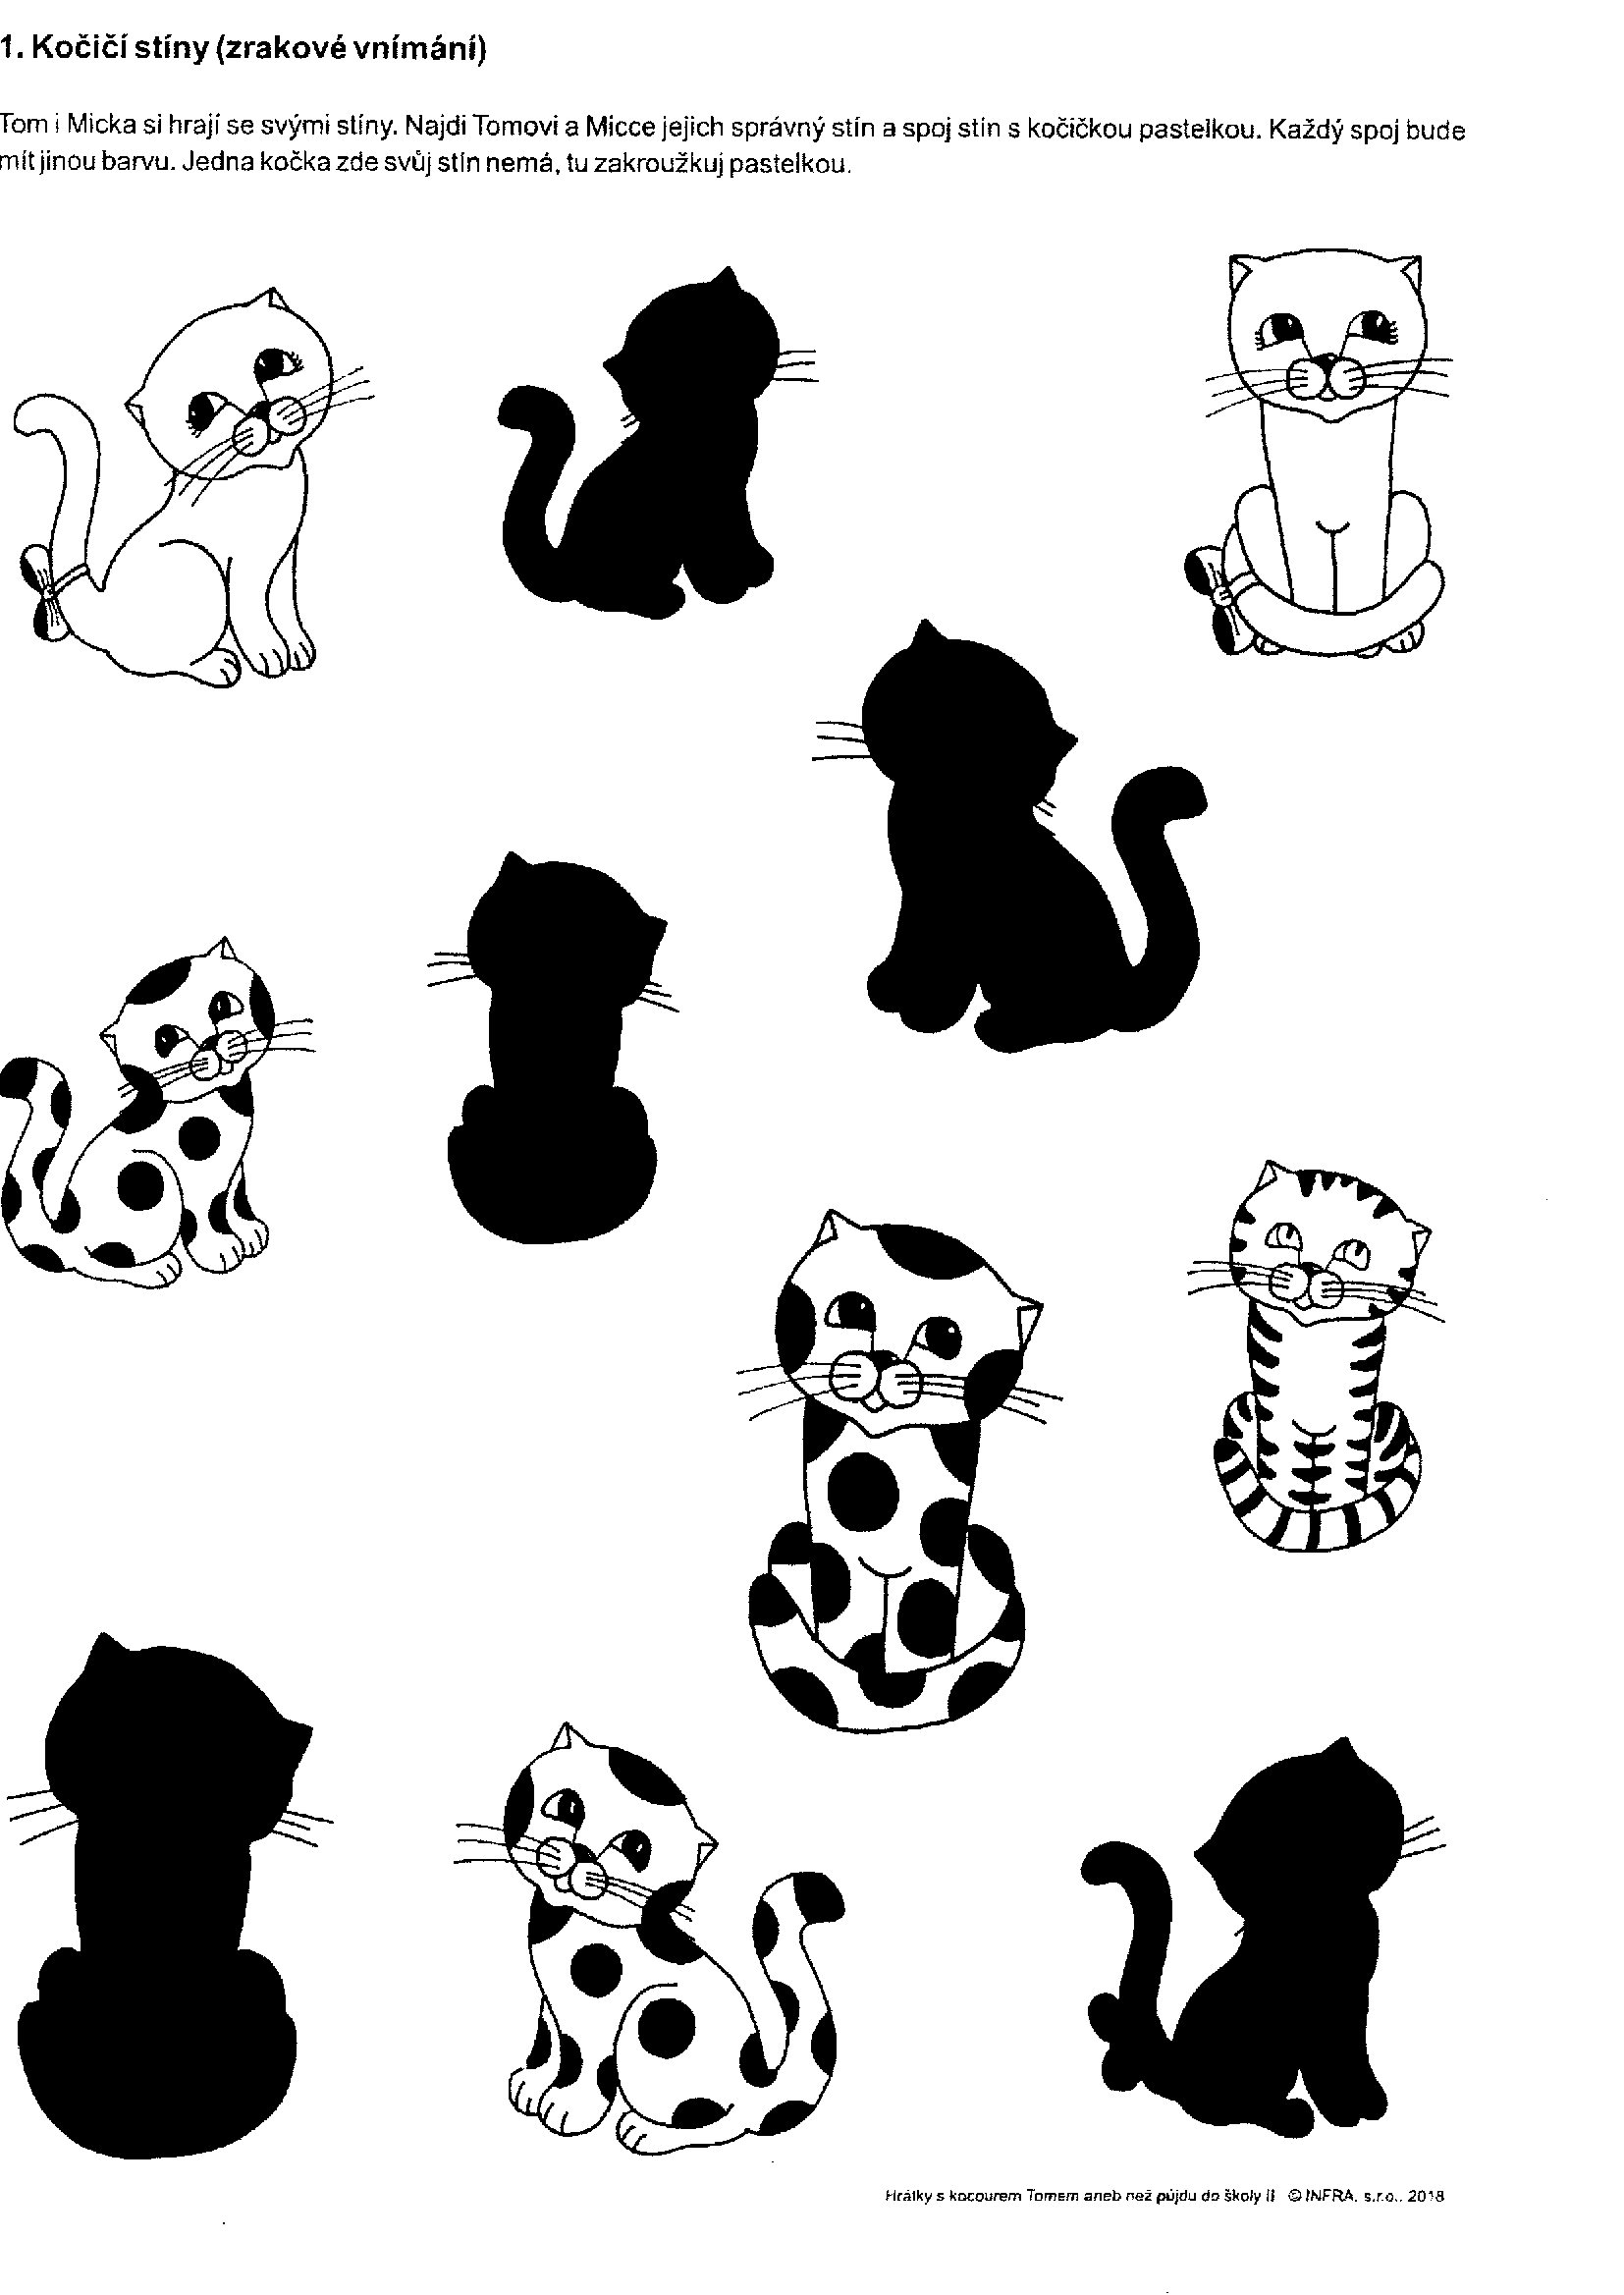 1. Kočičí stíny (zrakové vnímání)
Tom i Micka si hrají se svými stíny. Najdi Tomovi a Micce jejich správný stín a spoj stín s kočičkou pastelkou. Každý spoj bude
mít jinou barvu. Jedna kočka zde svůj stín nemá, tu zakroužkuj pastelkou.
Hrátky s kocourem Tomem aneb než půjdu do školy II © INFRA, s.r.o., 2018